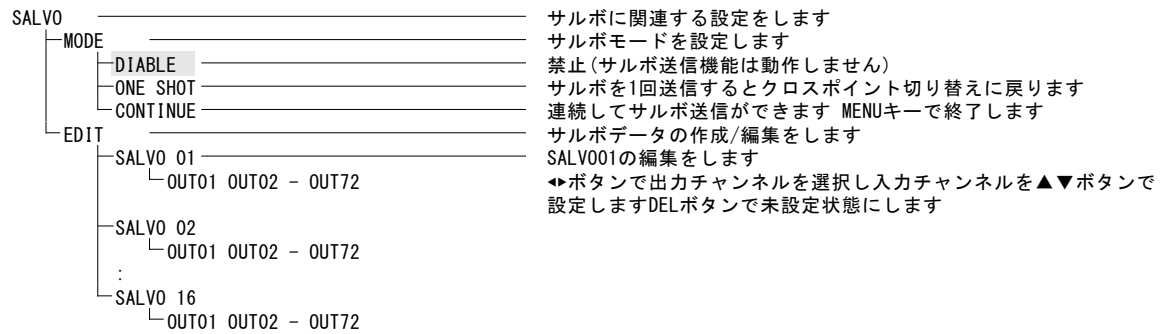 SALVO サルボに関連する設定をします
MODE サルボモードを設定します
DIABLE 禁止(サルボ送信機能は動作しません)
ONE SHOT サルボを1回送信するとクロスポイント切り替えに戻ります
CONTINUE 連続してサルボ送信ができます MENUキーで終了します
EDIT サルボデータの作成/編集をします
SALVO 01 SALVO01の編集をします
OUT01 OUT02 - OUT72 ◂▸ボタンで出力チャンネルを選択し入力チャンネルを▲▼ボタンで
設定しますDELボタンで未設定状態にします
SALVO 02
OUT01 OUT02 - OUT72
:
SALVO 16
OUT01 OUT02 - OUT72